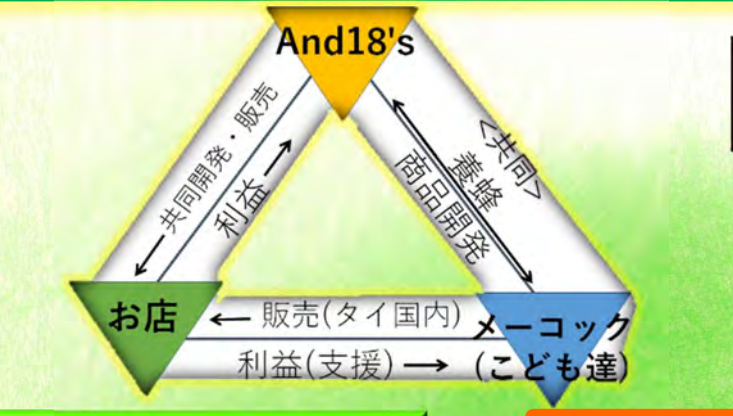 And18's
共同開発・販売
利益
<共同>
養蜂
商品開発
お店
販売(タイ国内)
利益(支援)
メーコック
(こども達)